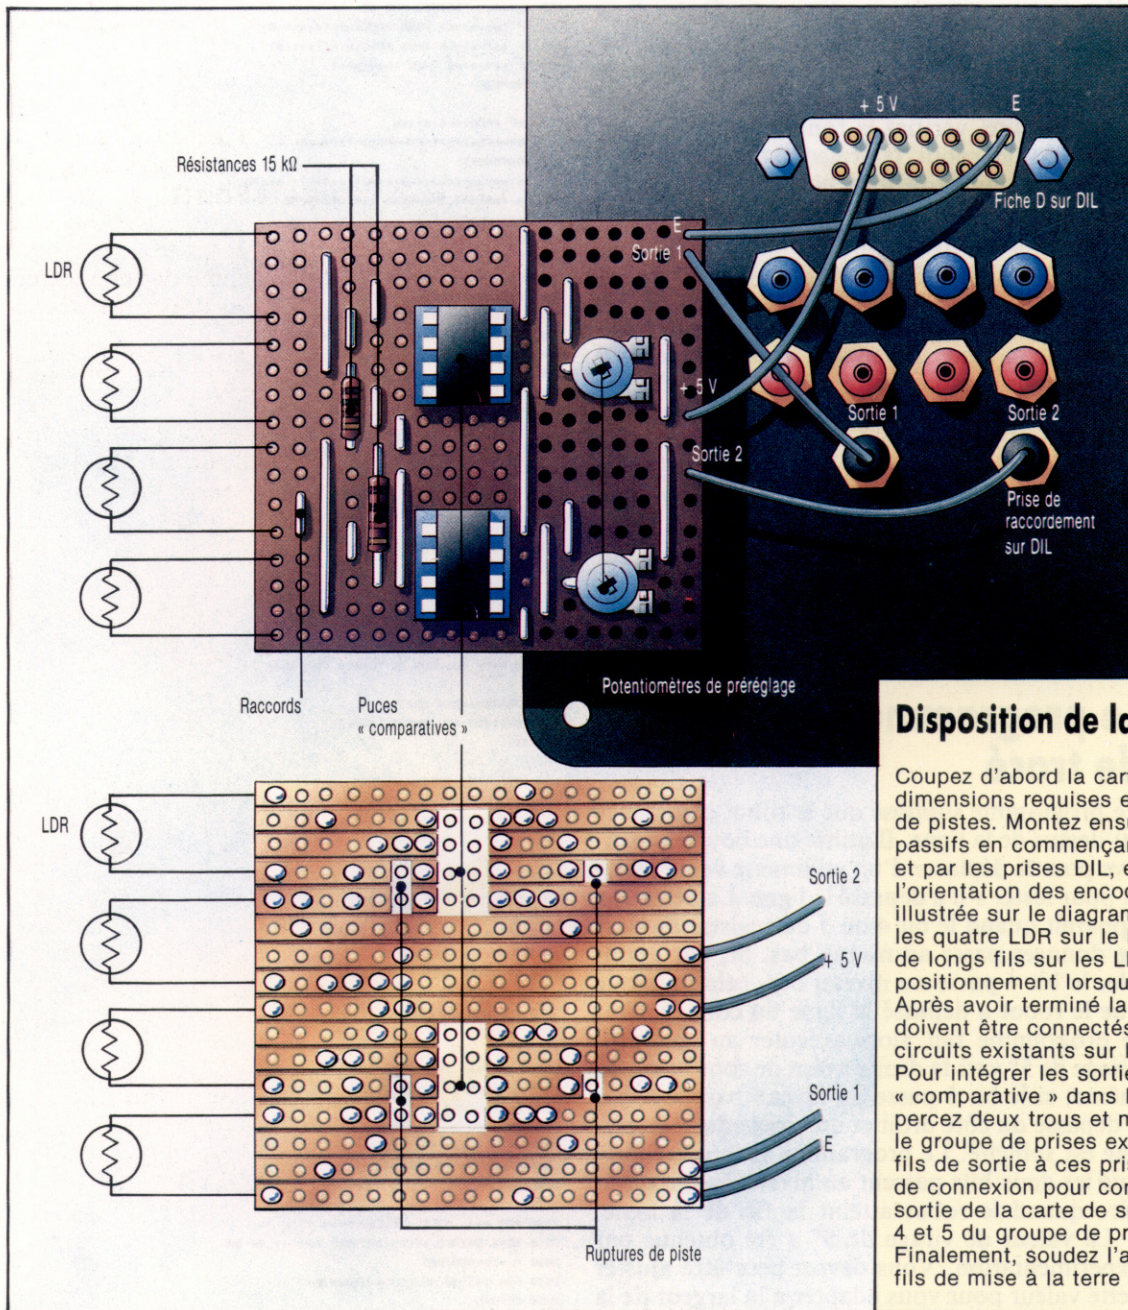 + 5 V
E
Résistances 15 kΩ
Fiche D sur DIL
LDR
E
Sortie 1
+ 5 V
Sortie 1
Sortie 2
Sortie 2
Prise de
raccordement
sur DIL
Raccords
Puces
« comparatives »
Potentiomètres de préréglage
LDR
Sortie 2
+ 5 V
Sortie 1
E
Ruptures de piste
Disposition de la
Coupez d'abord la car
dimensions requises e
de pistes. Montez ens
passifs en commença
et par les prises DIL, e
l'orientation des enco
illustrée sur le diagra
les quatre LDR sur le
de longs fils sur les L
positionnement lorsqu
Après avoir terminé la
doivent être connectés
circuits existants sur l
Pour intégrer les sortie
« comparative » dans l
percez deux trous et m
le groupe de prises ex
fils de sortie à ces pris
de connexion pour con
sortie de la carte de s
4 et 5 du groupe de pr
Finalement, soudez l'a
fils de mise à la terre